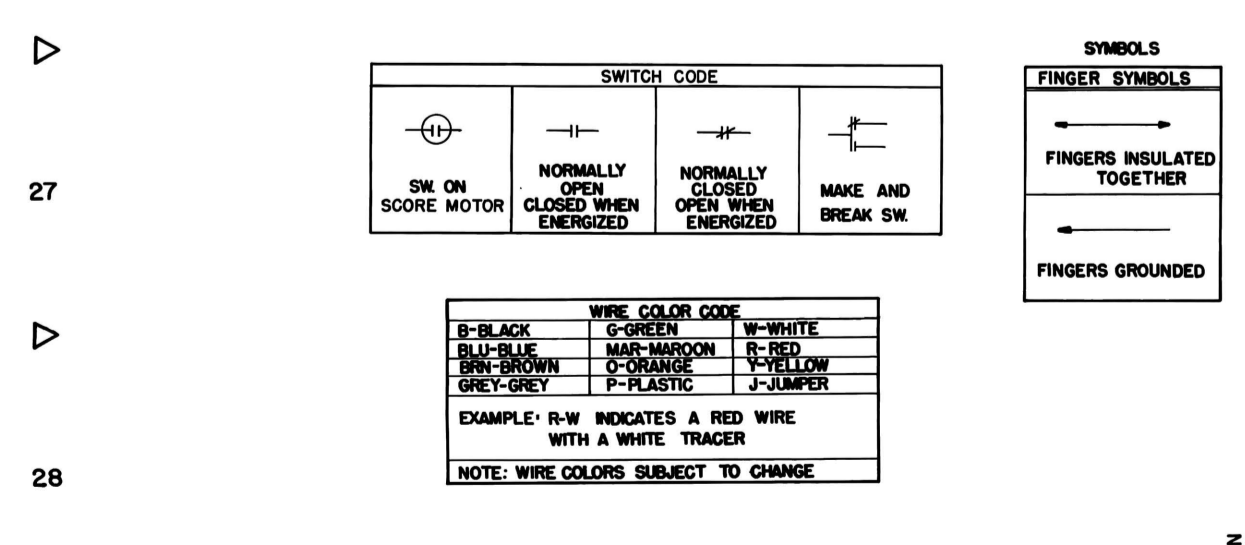 SYMBOLS
SWITCH CODE
FINGER SYMBOLS
SW. ON
SCORE MOTOR
NORMALLY
OPEN
CLOSED WHEN
ENERGIZED
NORMALLY
CLOSED
OPEN WHEN
ENERGIZED
MAKE AND
BREAK SW.
FINGERS INSULATED
TOGETHER
FINGERS GROUNDED
27
WIRE COLOR CODE
B-BLACK G-GREEN W-WHITE
BLU-BLUE MAR-MAROON R-RED
BRN-BROWN O-ORANGE Y-YELLOW
GREY-GREY P-PLASTIC J-JUMPER
EXAMPLE: R-W INDICATES A RED WIRE
WITH A WHITE TRACER
NOTE: WIRE COLORS SUBJECT TO CHANGE
28
N